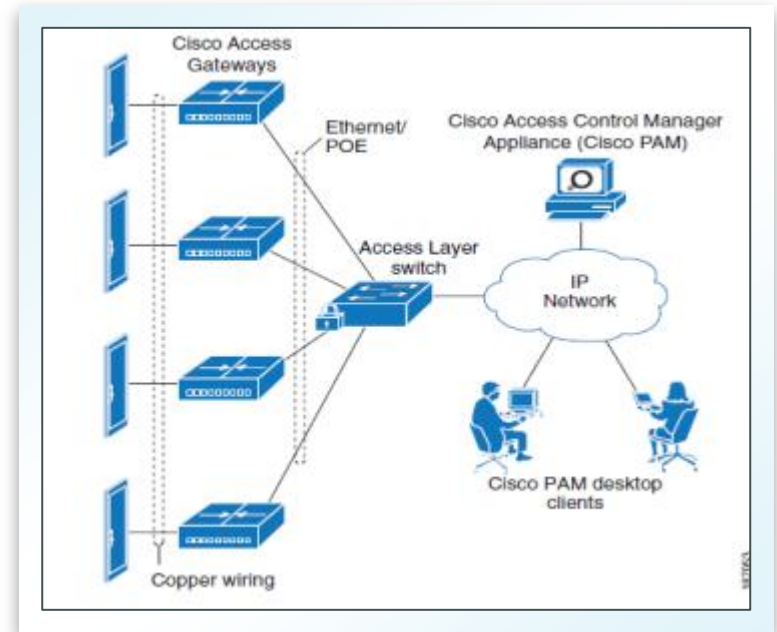 Cisco Access
Gateways
Ethernet/
POE
Cisco Access Control Manager
Appliance (Cisco PAM)
Access Layer
switch
IP
Network
Cisco PAM desktop
clients
Copper wiring